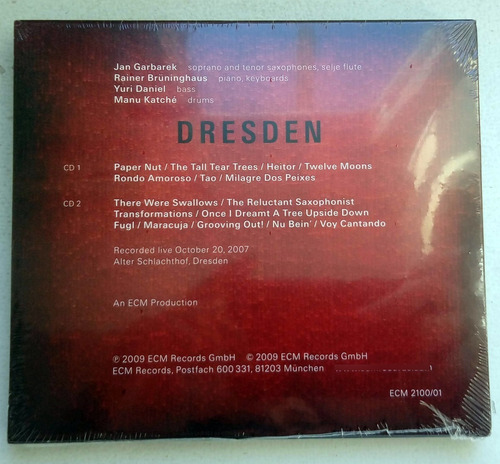 Jan Garbarek soprano and tenor saxophones, selje flute
Rainer Brüninghaus piano, keyboards
Yuri Daniel bass
Manu Katché drums
DRESDEN
CD 1 Paper Nut / The Tall Tear Trees / Heitor / Twelve Moons
Rondo Amoroso / Tao / Milagre Dos Peixes
CD 2 There Were Swallows / The Reluctant Saxophonist
Transformations / Once I Dreamt A Tree Upside Down
Fugl / Maracuja / Grooving Out! / Nu Bein' / Voy Cantando
Recorded live October 20, 2007
Alter Schlachthof, Dresden
An ECM Production
℗ 2009 ECM Records GmbH © 2009 ECM Records GmbH
ECM Records, Postfach 600 331, 81203 München
ECM 2100/01